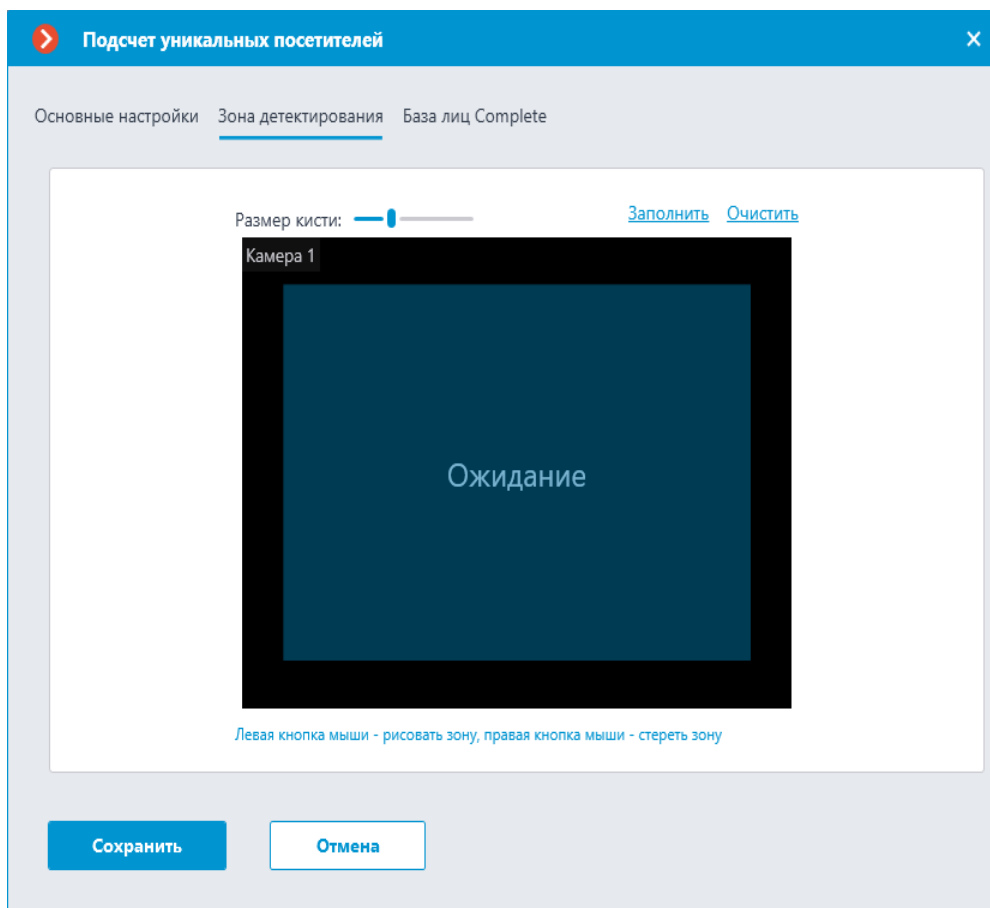 Подсчет уникальных посетителей
Основные настройки Зона детектирования База лиц Complete
Размер кисти: Заполнить Очистить
Камера 1
Ожидание
Левая кнопка мыши - рисовать зону, правая кнопка мыши - стереть зону
Сохранить Отмена